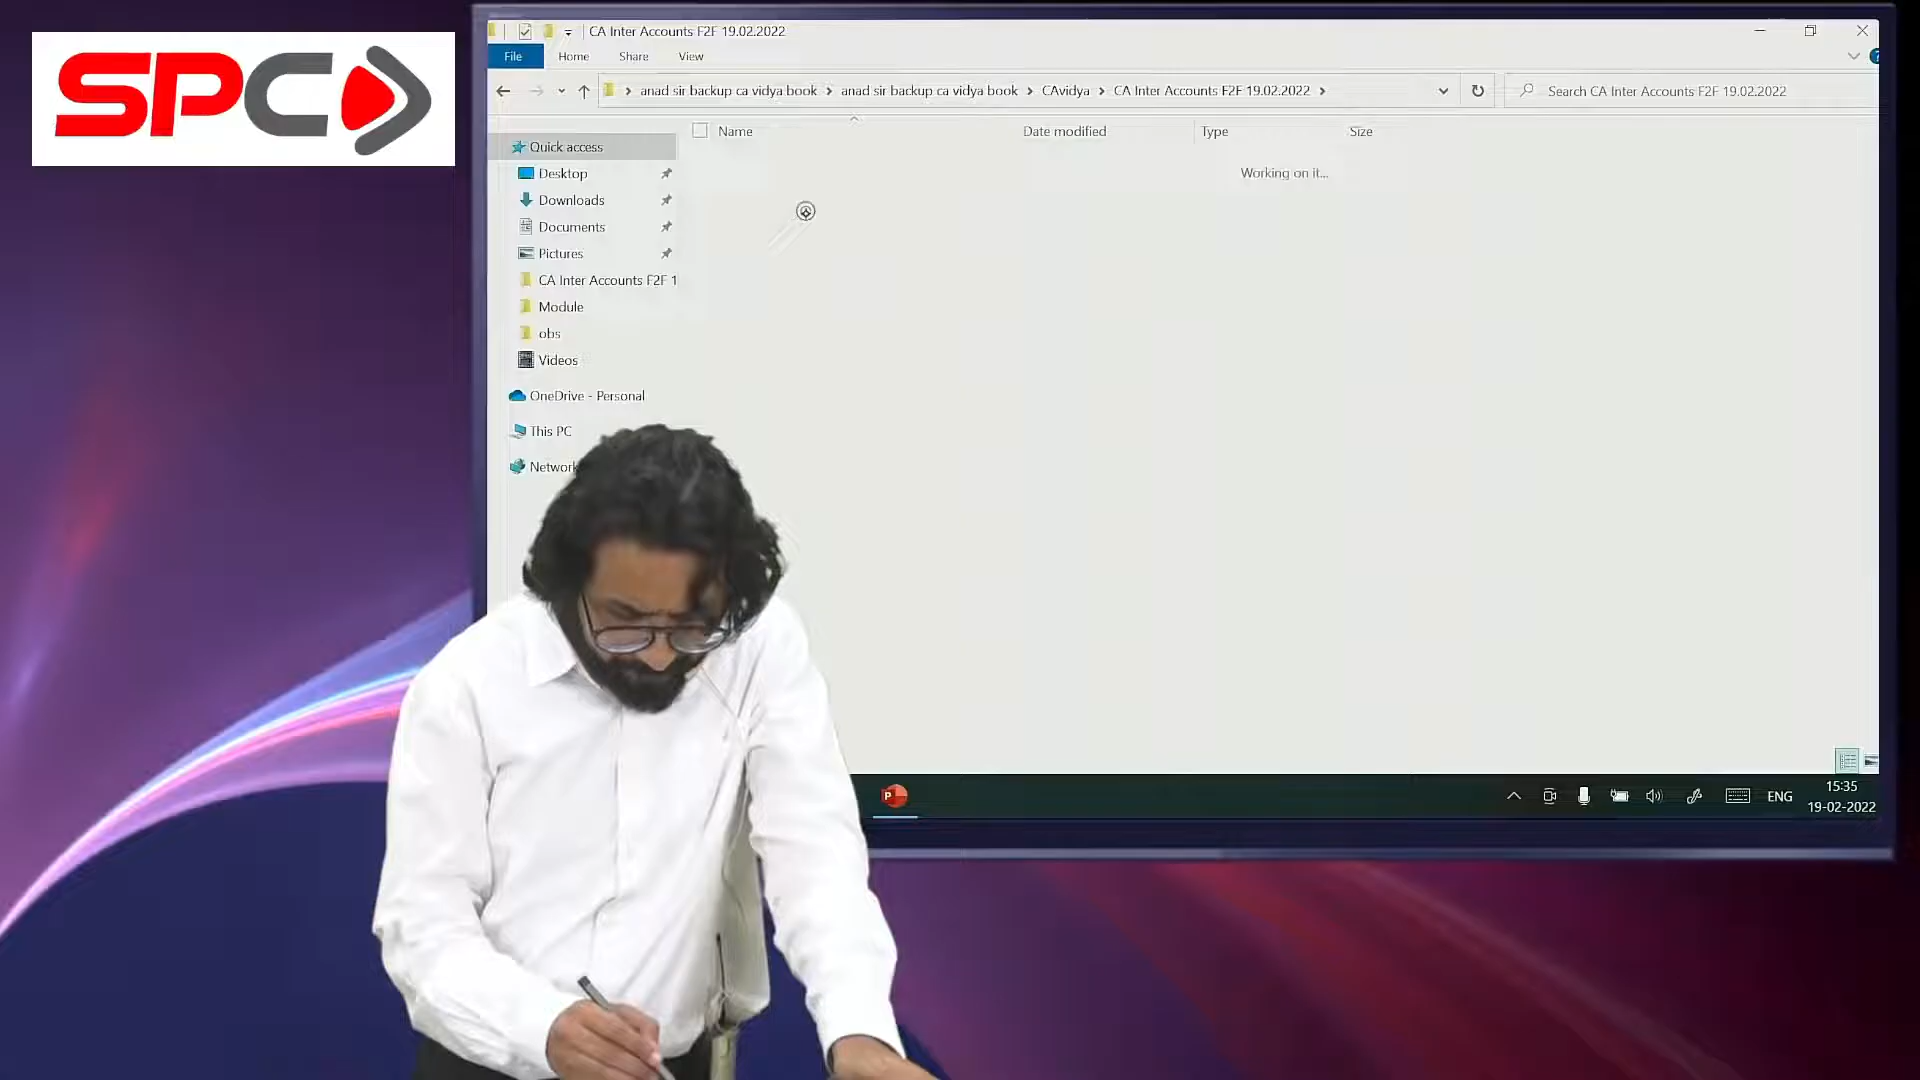 SPC
CA Inter Accounts F2F 19.02.2022
File Home Share View
anad sir backup ca vidya book anad sir backup ca vidya book CAvidya CA Inter Accounts F2F 19.02.2022
Search CA Inter Accounts F2F 19.02.2022
Name Date modified Type Size
Working on it...
Quick access
Desktop
Downloads
Documents
Pictures
CA Inter Accounts F2F 1
Module
obs
Videos
OneDrive - Personal
This PC
Network
P
ENG
15:35
19-02-2022